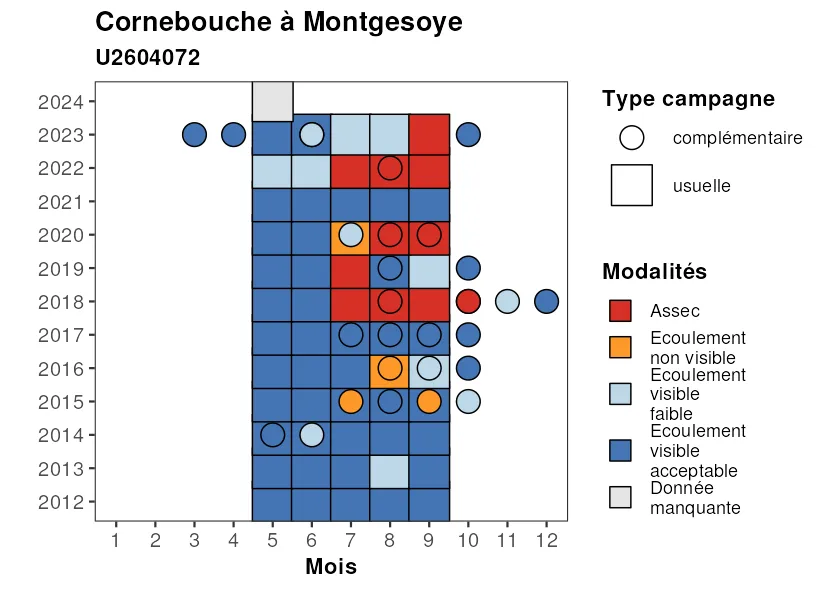 Cornebouche à Montgesoye
U2604072
2024
2023
2022
2021
2020
2019
2018
2017
2016
2015
2014
2013
2012
1 2 3 4 5 6 7 8 9 10 11 12
Mois
Type campagne
complémentaire
usuelle
Modalités
Assec
Ecoulement
non visible
Ecoulement
visible
faible
Ecoulement
visible
acceptable
Donnée
manquante